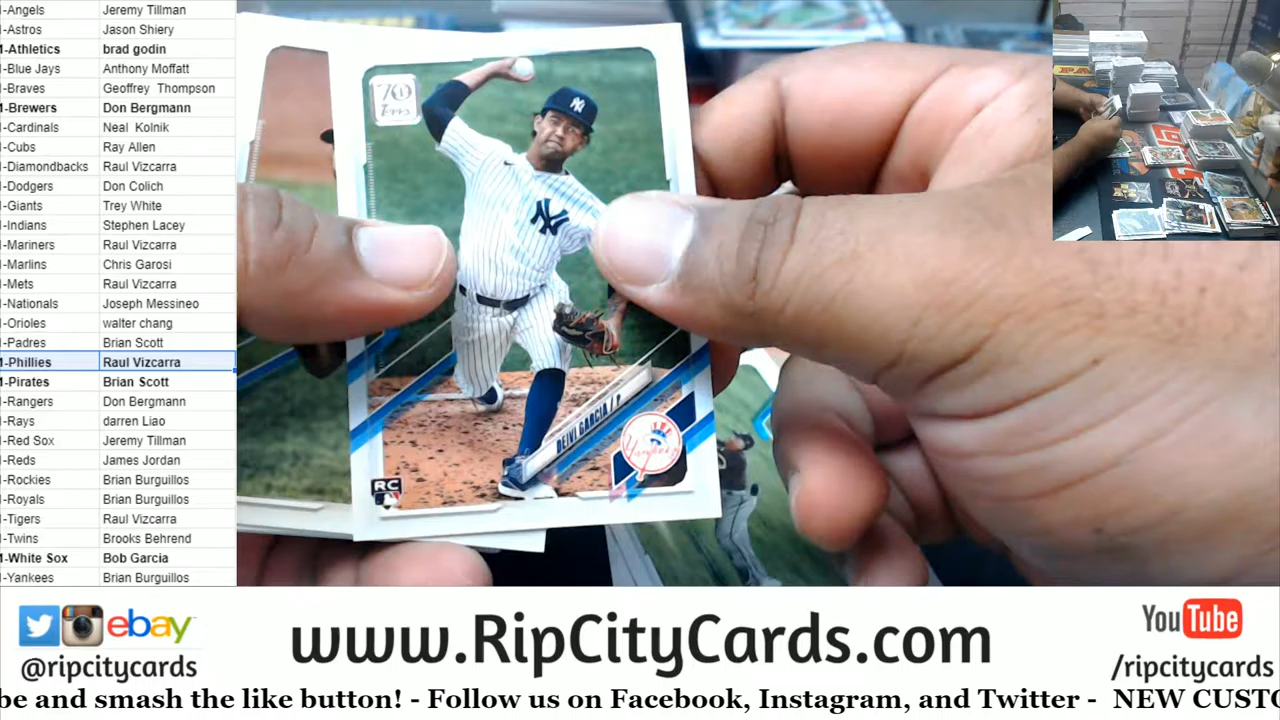 -Angels Jeremy Tillman
-Astros Jason Shiery
-Athletics brad godin
-Blue Jays Anthony Moffatt
-Braves Geoffrey Thompson
-Brewers Don Bergmann
-Cardinals Neal Kolnik
-Cubs Ray Allen
-Diamondbacks Raul Vizcarra
-Dodgers Don Colich
-Giants Trey White
-Indians Stephen Lacey
-Mariners Raul Vizcarra
-Marlins Chris Garosi
-Mets Raul Vizcarra
-Nationals Joseph Messineo
-Orioles walter chang
-Padres Brian Scott
-Phillies Raul Vizcarra
-Pirates Brian Scott
-Rangers Don Bergmann
-Rays darren Liao
-Red Sox Jeremy Tillman
-Reds James Jordan
-Rockies Brian Burguillos
-Royals Brian Burguillos
-Tigers Raul Vizcarra
-Twins Brooks Behrend
-White Sox Bob Garcia
-Yankees Brian Burguillos
70
Topps
NY
NY
DEIVI GARCIA / P
Yankees
RC
ebay
@ripcitycards
www.RipCityCards.com
YouTube
/ripcitycards
be and smash the like button! - Follow us on Facebook, Instagram, and Twitter - NEW CUSTO